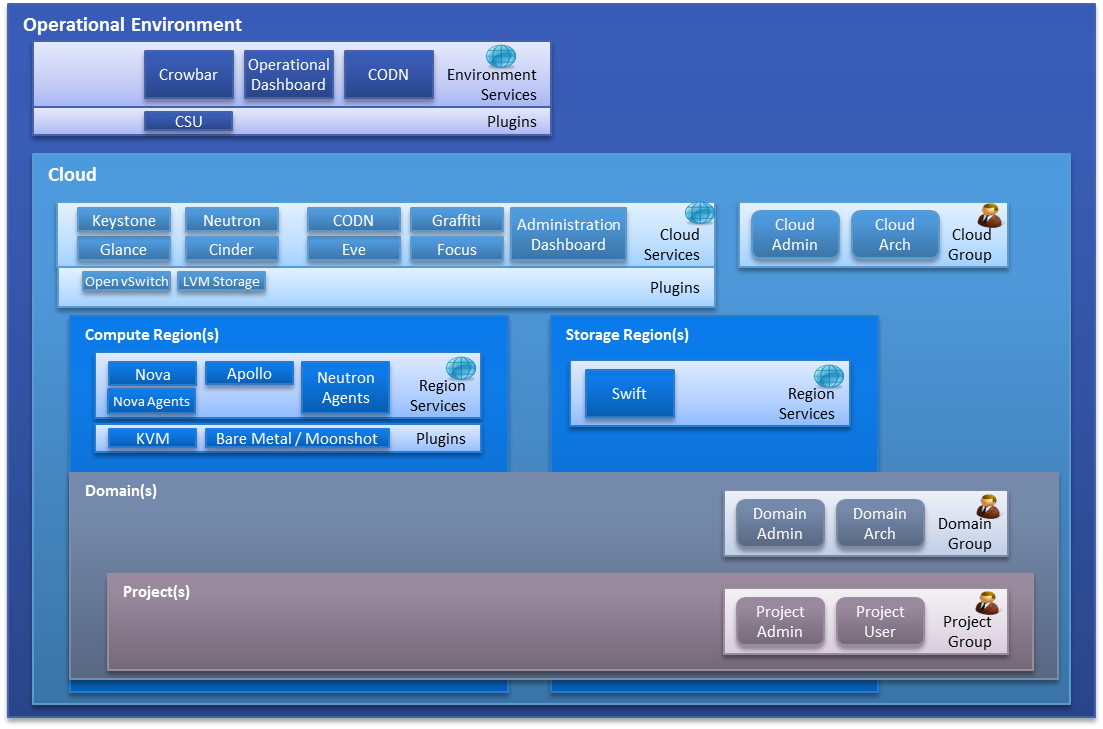 Operational Environment
Crowbar
Operational
Dashboard
CODN
Environment
Services
CSU
Plugins
Cloud
Keystone
Neutron
CODN
Graffiti
Administration
Dashboard
Cloud
Services
Glance
Cinder
Eve
Focus
Open vSwitch
LVM Storage
Plugins
Cloud
Admin
Cloud
Arch
Cloud
Group
Compute Region(s)
Nova
Apollo
Neutron
Agents
Region
Services
Nova Agents
KVM
Bare Metal / Moonshot
Plugins
Storage Region(s)
Swift
Region
Services
Domain(s)
Domain
Admin
Domain
Arch
Domain
Group
Project(s)
Project
Admin
Project
User
Project
Group